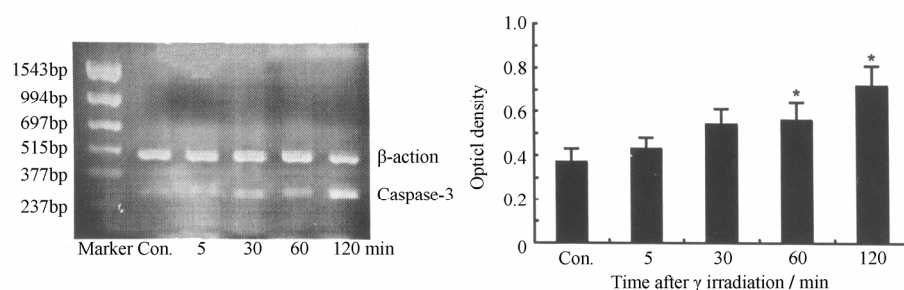 1543bp
994bp
697bp
515bp
377bp
237bp
β-action
Caspase-3
Marker Con. 5 30 60 120 min
Opticl density
1.0
0.8
0.6
0.4
0.2
0
*
*
Con. 5 30 60 120
Time after γ irradiation / min